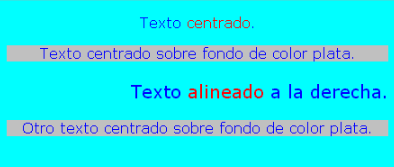 Texto centrado.
Texto centrado sobre fondo de color plata.
Texto alineado a la derecha.
Otro texto centrado sobre fondo de color plata.